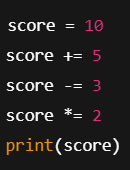 score = 10
score += 5
score -= 3
score *= 2
print(score)